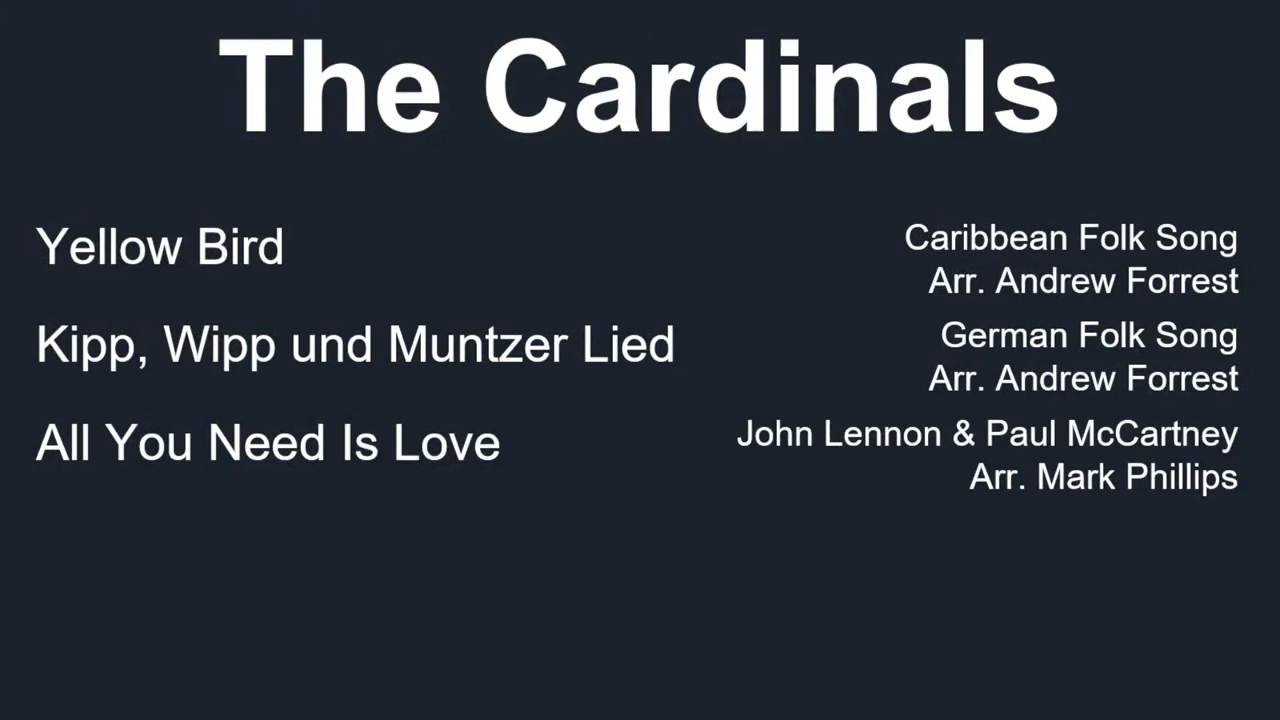 The Cardinals
Yellow Bird
Caribbean Folk Song
Arr. Andrew Forrest
Kipp, Wipp und Muntzer Lied
German Folk Song
Arr. Andrew Forrest
All You Need Is Love
John Lennon & Paul McCartney
Arr. Mark Phillips